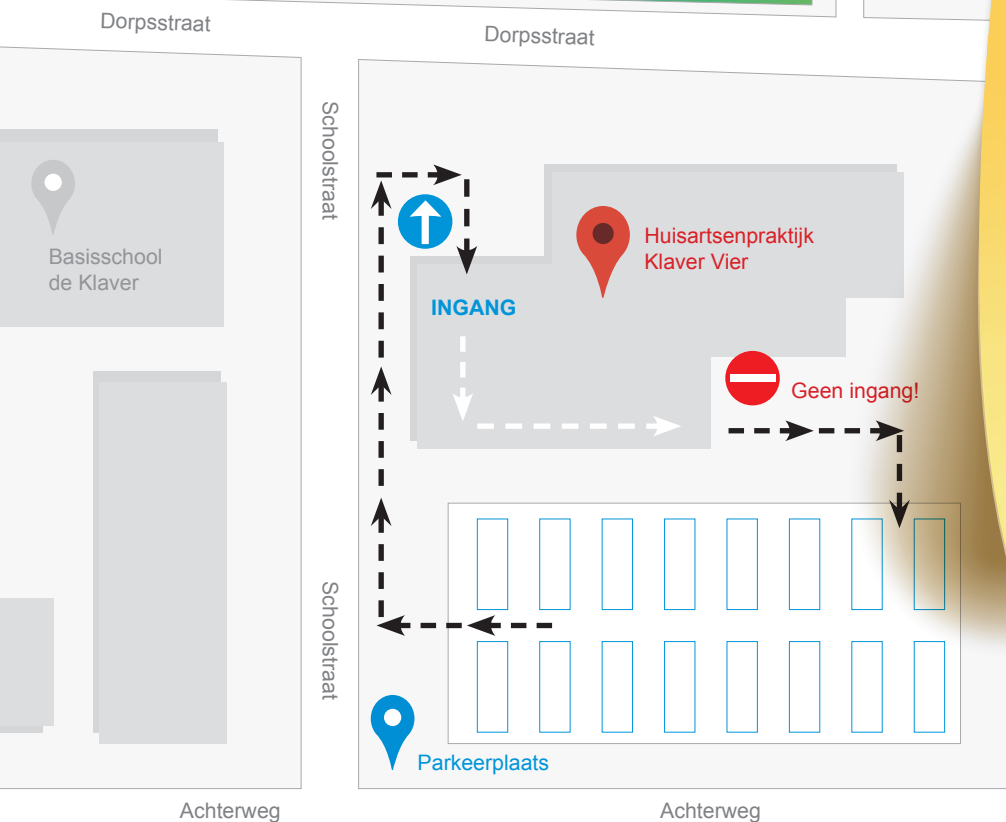 Dorpsstraat
Dorpsstraat
Schoolstraat
Basisschool
de Klaver
Huisartsenpraktijk
Klaver Vier
INGANG
Geen ingang!
Schoolstraat
Parkeerplaats
Achterweg
Achterweg